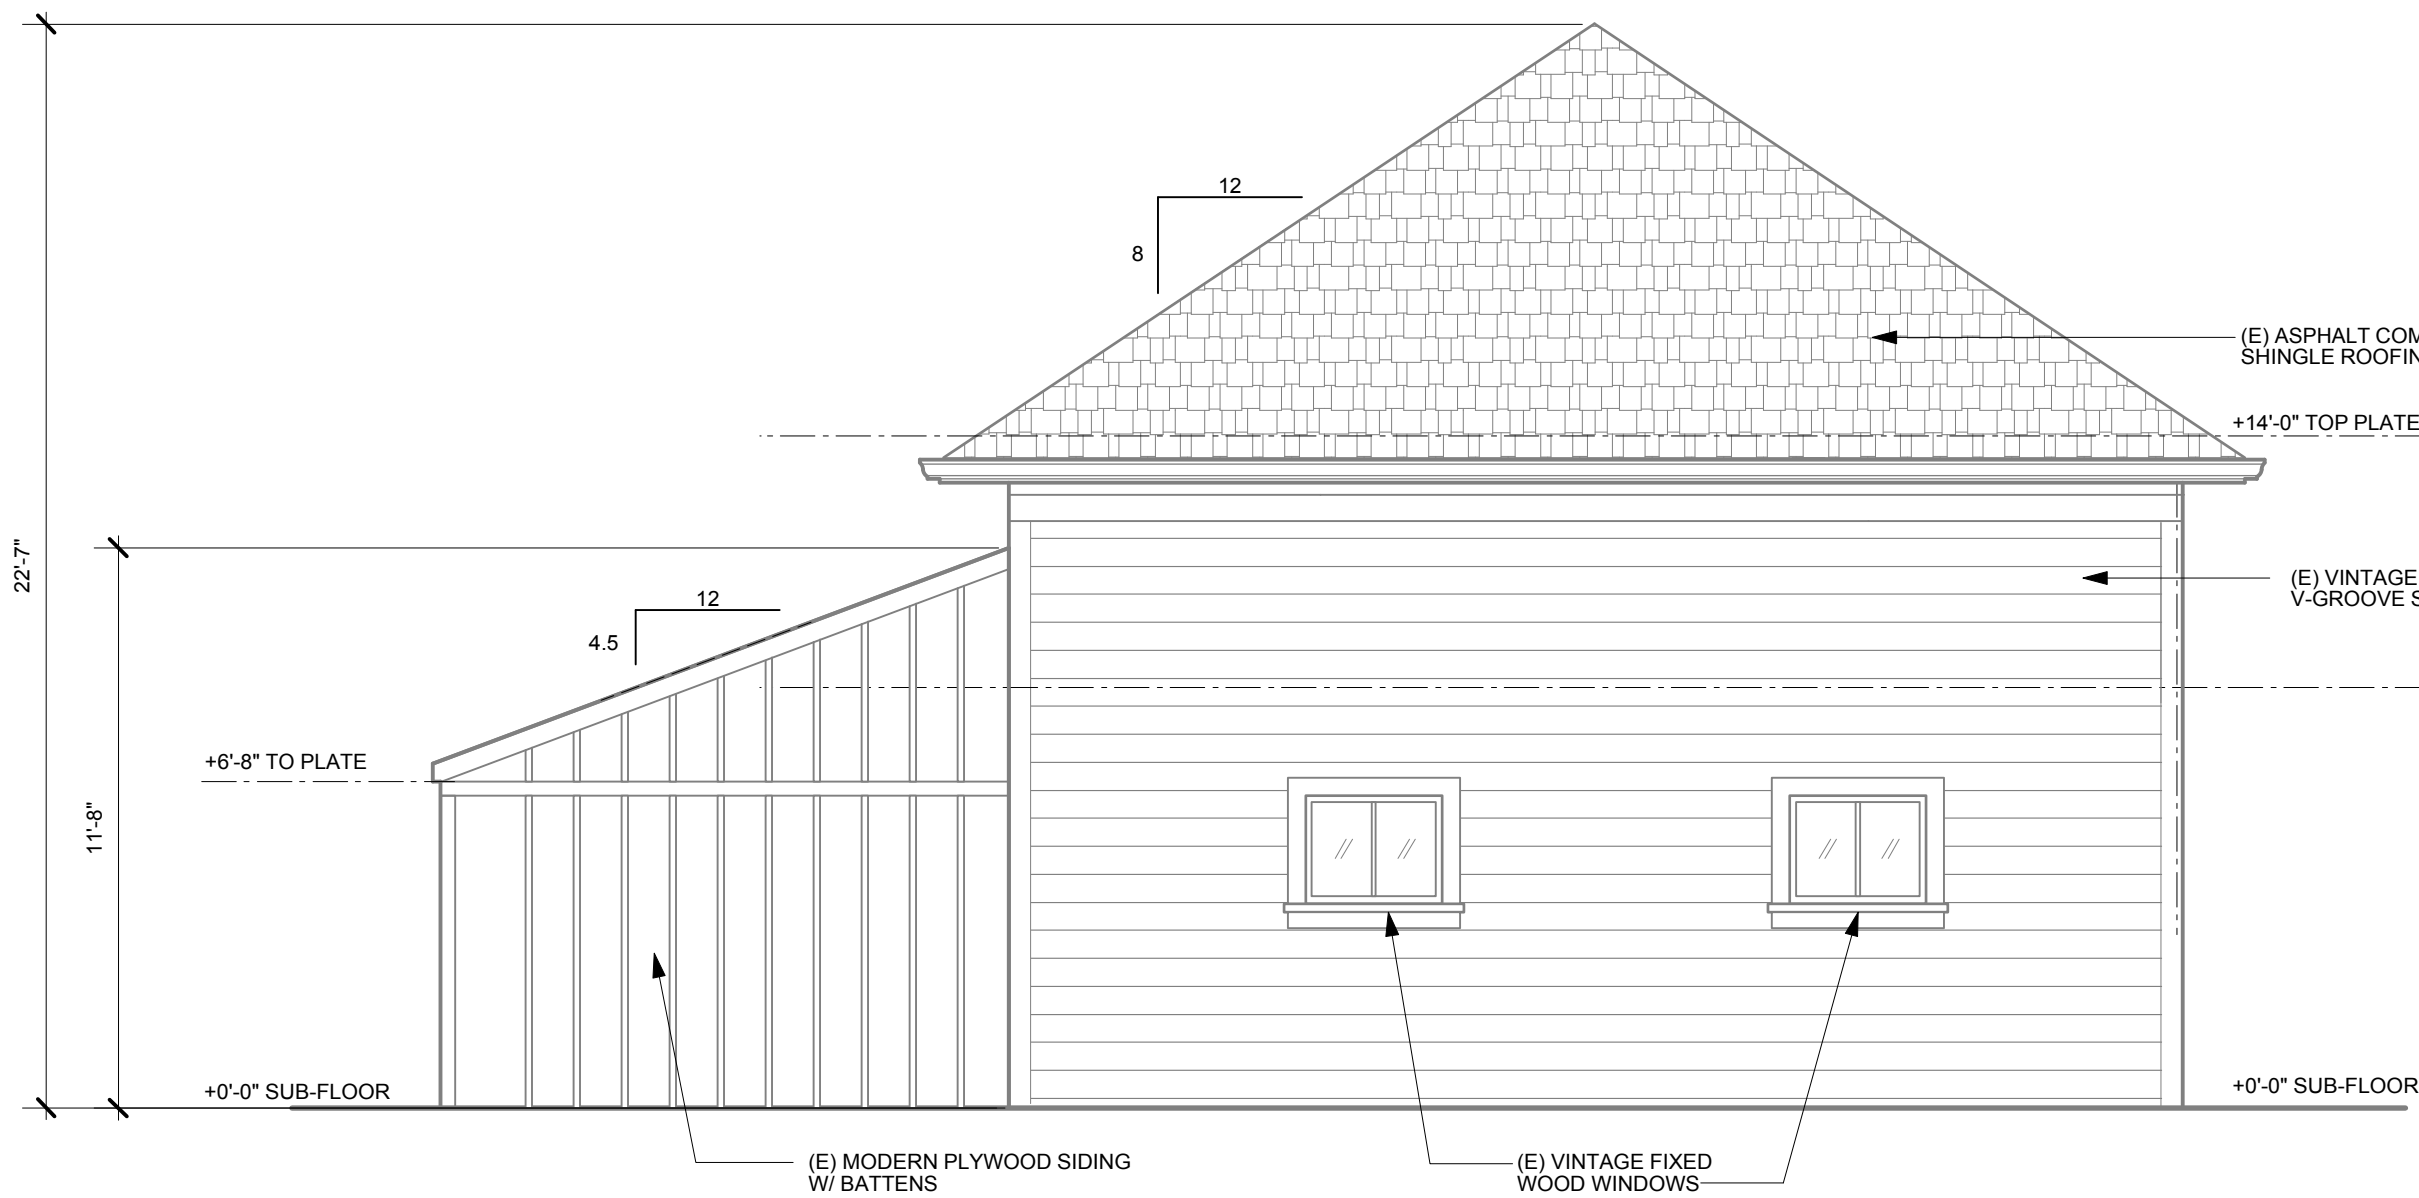 12
8
(E) ASPHALT COM
SHINGLE ROOFIN
+14'-0" TOP PLATE
22'-7"
(E) VINTAGE
V-GROOVE S
12
4.5
+6'-8" TO PLATE
11'-8"
+0'-0" SUB-FLOOR
+0'-0" SUB-FLOOR
(E) MODERN PLYWOOD SIDING
W/ BATTENS
(E) VINTAGE FIXED
WOOD WINDOWS